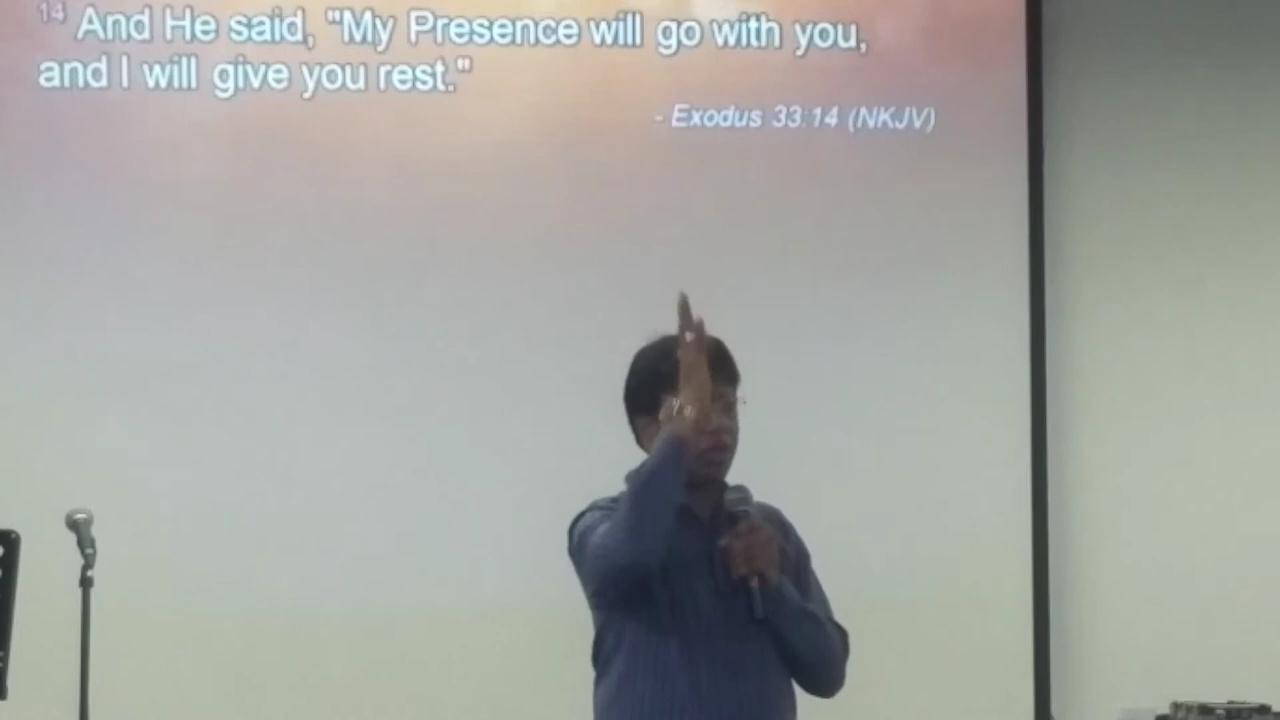 14 And He said, "My Presence will go with you,
and I will give you rest."
- Exodus 33:14 (NKJV)